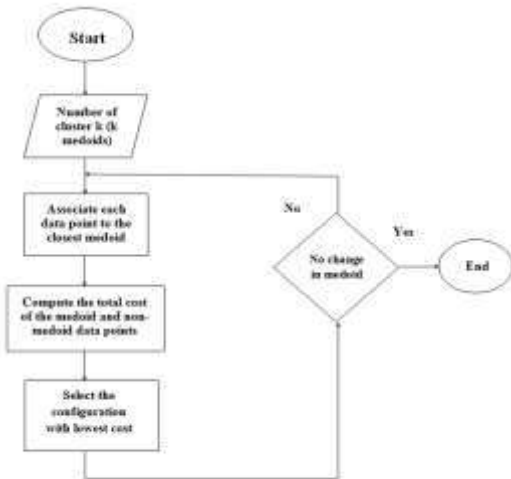 Start
Number of
cluster k (k
medoids)
Associate each
data point to the
closest medoid
Compute the total cost
of the medoid and non-
medoid data points
Select the
configuration
with lowest cost
No
Yes
No change
in medoid
End